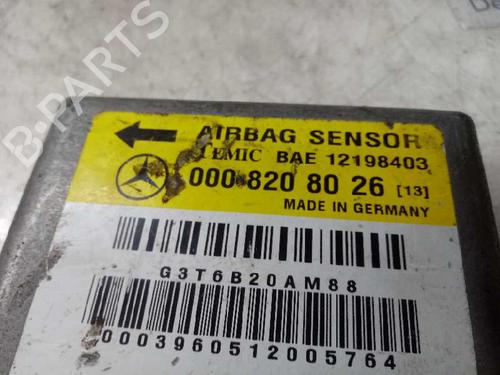 AIRBAG SENSOR
TEMIC BAE 12198403
000 820 80 26 [13]
MADE IN GERMANY
G3T6B20AM88
0003960512005764
B-PARTS